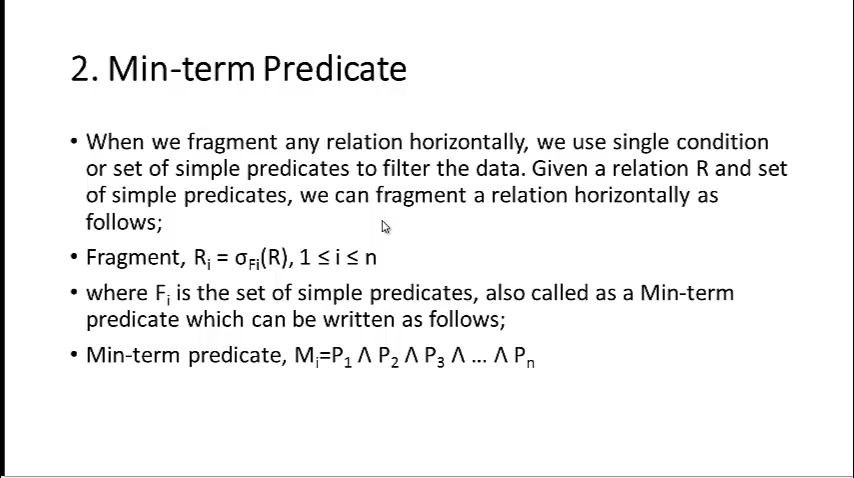 2. Min-term Predicate
• When we fragment any relation horizontally, we use single condition
or set of simple predicates to filter the data. Given a relation R and set
of simple predicates, we can fragment a relation horizontally as
follows;
• Fragment, Rᵢ = σFᵢ(R), 1 ≤ i ≤ n
• where Fᵢ is the set of simple predicates, also called as a Min-term
predicate which can be written as follows;
• Min-term predicate, Mᵢ=P₁ Λ P₂ Λ P₃ Λ ... Λ Pₙ